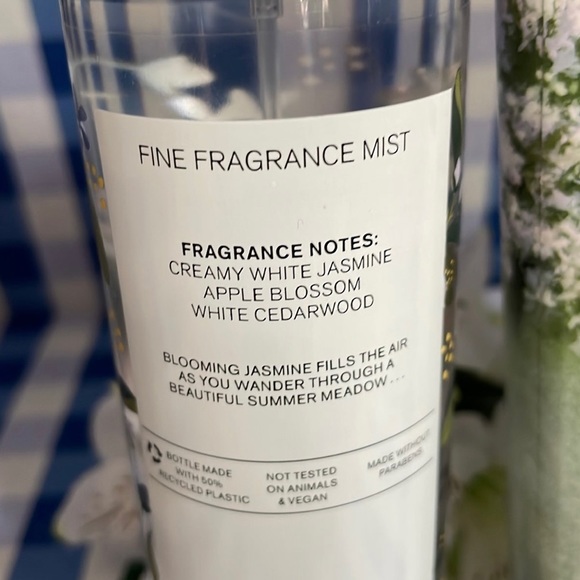 FINE FRAGRANCE MIST
FRAGRANCE NOTES:
CREAMY WHITE JASMINE
APPLE BLOSSOM
WHITE CEDARWOOD
BLOOMING JASMINE FILLS THE AIR
AS YOU WANDER THROUGH A
BEAUTIFUL SUMMER MEADOW...
BOTTLE MADE
WITH 50%
RECYCLED PLASTIC
NOT TESTED
ON ANIMALS
& VEGAN
MADE WITHOUT
PARABENS